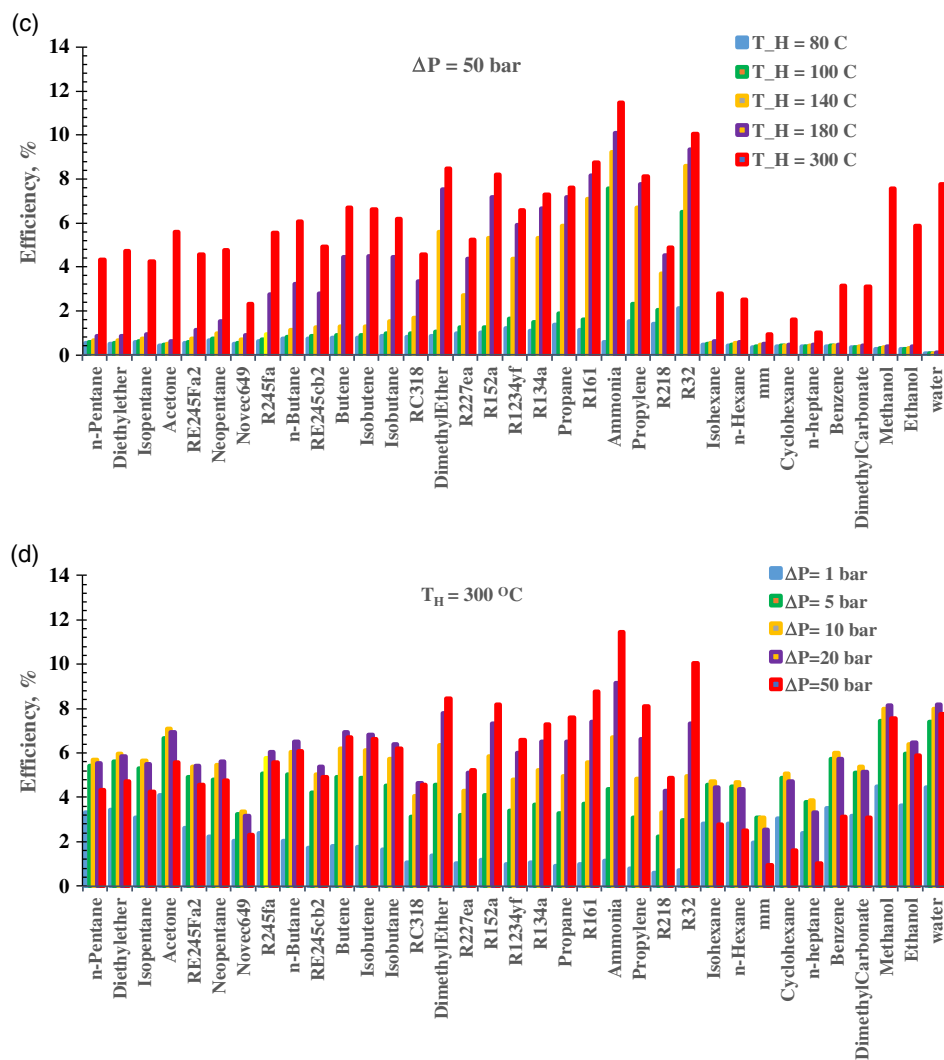 (c)
14
12
10
8
6
4
2
0
Efficiency, %
ΔP = 50 bar
T_H = 80 C
T_H = 100 C
T_H = 140 C
T_H = 180 C
T_H = 300 C
n-Pentane
Diethylether
Isopentane
Acetone
RE245Fa2
Neopentane
Novec649
R245fa
n-Butane
RE245cb2
Butene
Isobutene
Isobutane
RC318
DimethylEther
R227ea
R152a
R1234yf
R134a
Propane
R161
Ammonia
Propylene
R218
R32
Isohexane
n-Hexane
mm
Cyclohexane
n-heptane
Benzene
DimethylCarbonate
Methanol
Ethanol
water
(d)
14
12
10
8
6
4
2
0
Efficiency, %
T_H = 300 °C
ΔP= 1 bar
ΔP= 5 bar
ΔP= 10 bar
ΔP=20 bar
ΔP=50 bar
n-Pentane
Diethylether
Isopentane
Acetone
RE245Fa2
Neopentane
Novec649
R245fa
n-Butane
RE245cb2
Butene
Isobutene
Isobutane
RC318
DimethylEther
R227ea
R152a
R1234yf
R134a
Propane
R161
Ammonia
Propylene
R218
R32
Isohexane
n-Hexane
mm
Cyclohexane
n-heptane
Benzene
DimethylCarbonate
Methanol
Ethanol
water